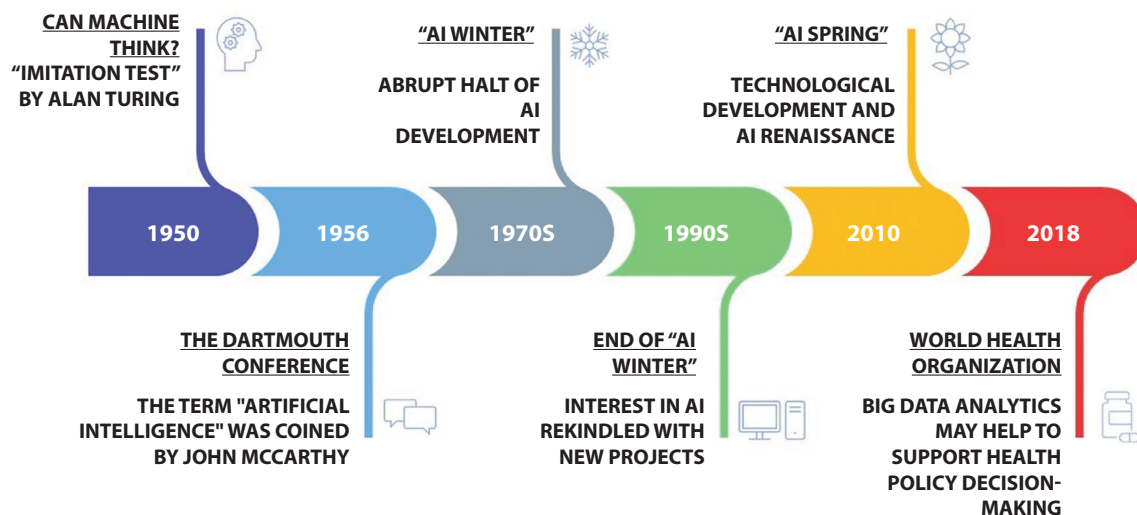 CAN MACHINE
THINK?
“IMITATION TEST”
BY ALAN TURING
“AI WINTER”
ABRUPT HALT OF
AI
DEVELOPMENT
“AI SPRING”
TECHNOLOGICAL
DEVELOPMENT AND
AI RENAISSANCE
1950
1956
1970S
1990S
2010
2018
THE DARTMOUTH
CONFERENCE
THE TERM "ARTIFICIAL
INTELLIGENCE" WAS COINED
BY JOHN MCCARTHY
END OF “AI
WINTER”
INTEREST IN AI
REKINDLED WITH
NEW PROJECTS
WORLD HEALTH
ORGANIZATION
BIG DATA ANALYTICS
MAY HELP TO
SUPPORT HEALTH
POLICY DECISION-
MAKING